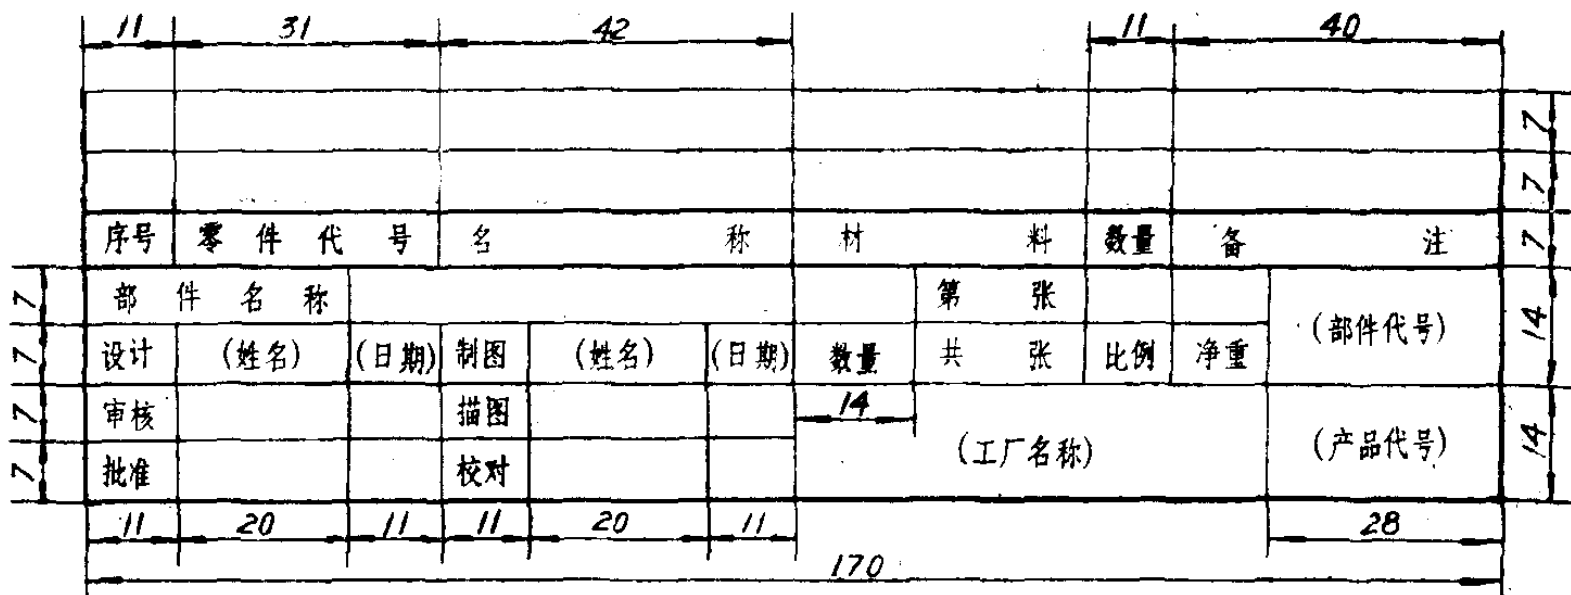 11 31 42 11 40
7
7
序号 零件代号 名称 材料 数量 备注 7
7 部件名称 第 张 (部件代号) 14
7 设计 (姓名) (日期) 制图 (姓名) (日期) 数量 共 张 比例 净重
7 审核 描图 14 (工厂名称) (产品代号) 14
7 批准 校对
11 20 11 11 20 11 28
170